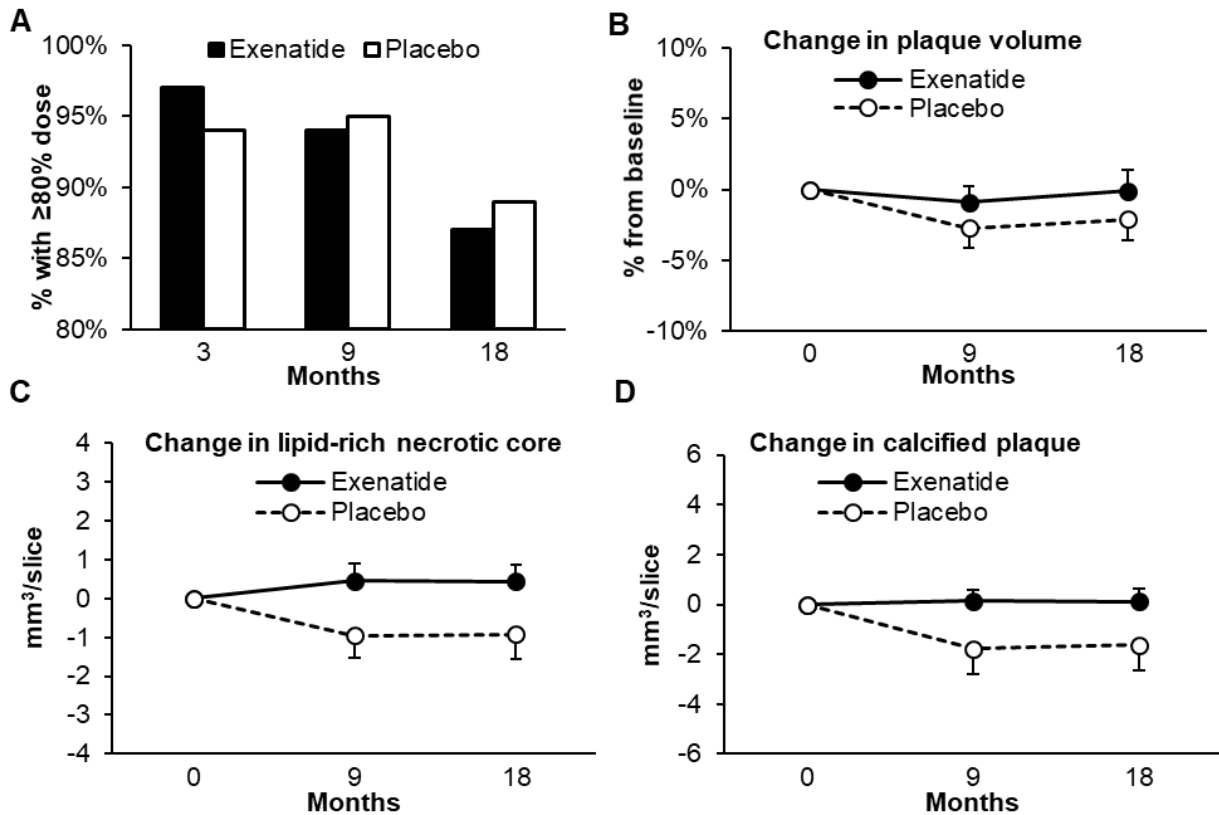 A
100%
95%
90%
85%
80%
% with ≥80% dose
Exenatide Placebo
3 9 18
Months
B
Change in plaque volume
Exenatide
Placebo
10%
5%
0%
-5%
-10%
% from baseline
0 9 18
Months
C
Change in lipid-rich necrotic core
Exenatide
Placebo
4
3
2
1
0
-1
-2
-3
-4
mm³/slice
0 9 18
Months
D
Change in calcified plaque
Exenatide
Placebo
6
4
2
0
-2
-4
-6
mm³/slice
0 9 18
Months